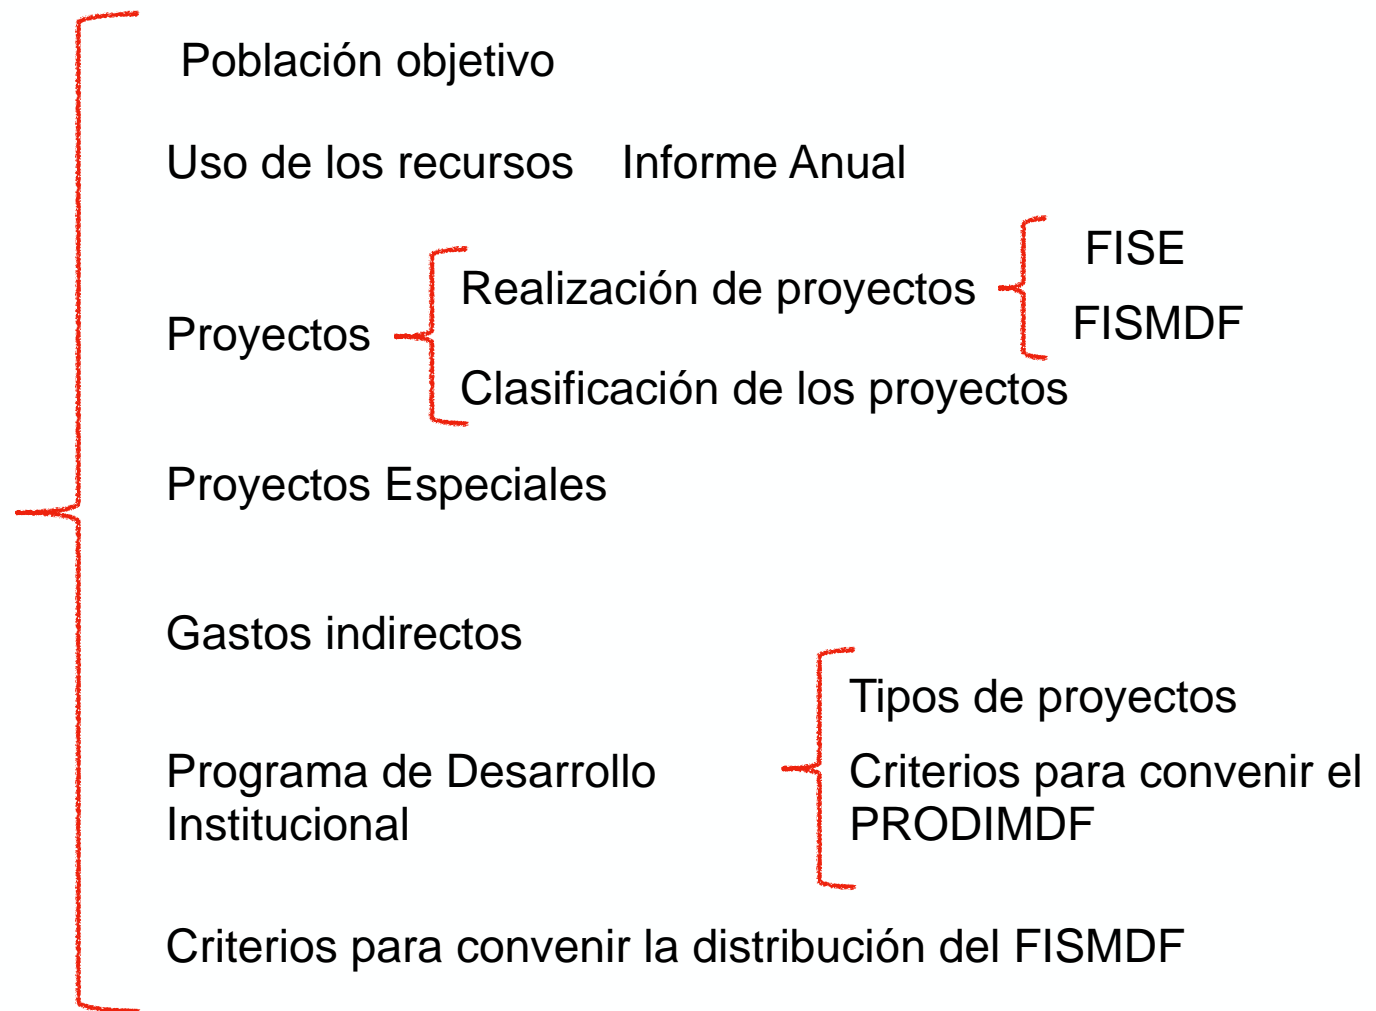 Población objetivo
Uso de los recursos Informe Anual
FISE
Realización de proyectos
FISMDF
Proyectos
Clasificación de los proyectos
Proyectos Especiales
Gastos indirectos
Tipos de proyectos
Programa de Desarrollo
Institucional
Criterios para convenir el
PRODIMDF
Criterios para convenir la distribución del FISMDF